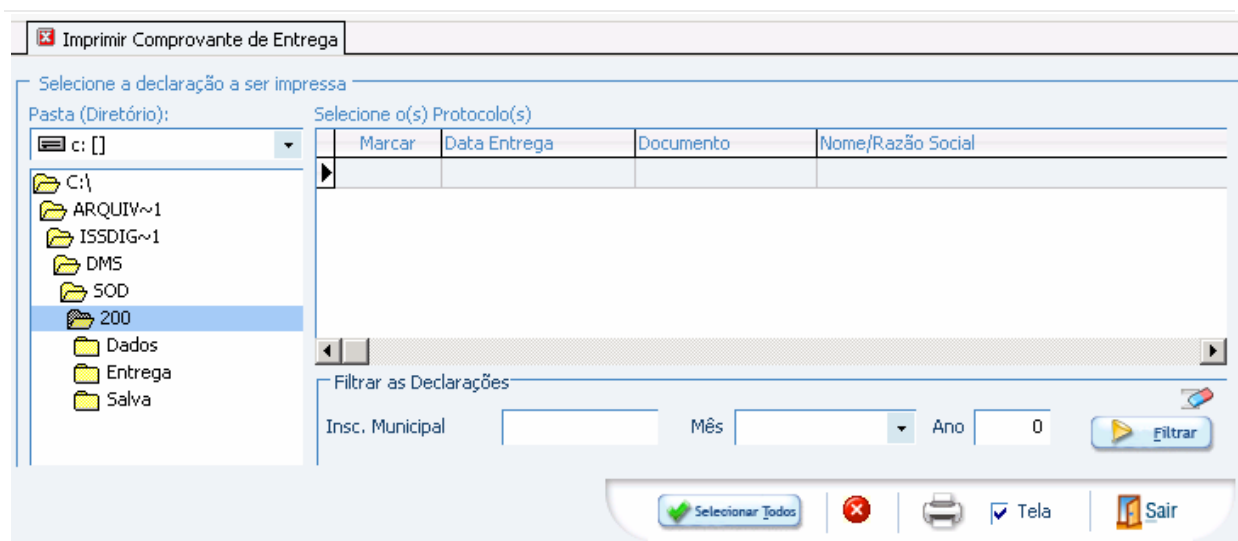 Imprimir Comprovante de Entrega
Selecione a declaração a ser impressa
Pasta (Diretório):
Selecione o(s) Protocolo(s)
c: []
Marcar Data Entrega Documento Nome/Razão Social
C:\
ARQUIV~1
ISSDIG~1
DMS
SOD
200
Dados
Entrega
Salva
Filtrar as Declarações
Insc. Municipal Mês Ano 0 Filtrar
Selecionar Todos Tela Sair